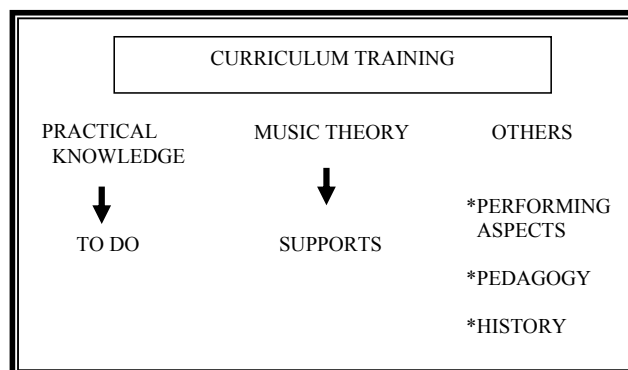 CURRICULUM TRAINING
PRACTICAL
KNOWLEDGE
MUSIC THEORY
OTHERS
TO DO
SUPPORTS
*PERFORMING
ASPECTS
*PEDAGOGY
*HISTORY